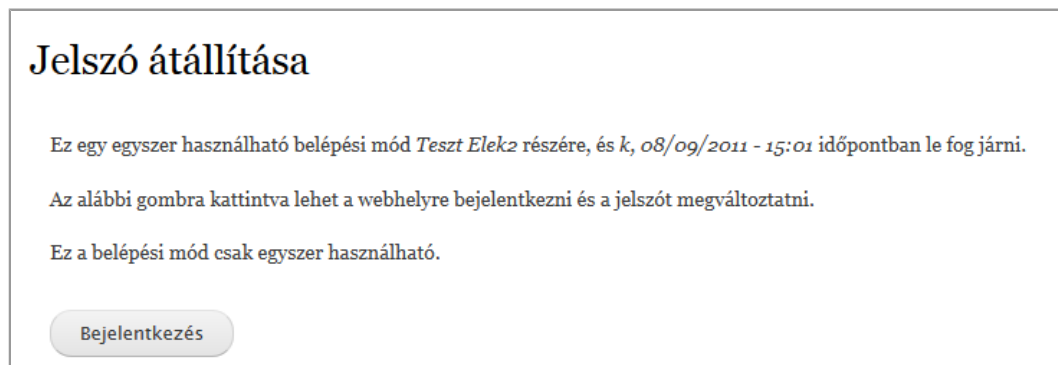 Jelszó átállítása
Ez egy egyszer használható belépési mód Teszt Elek2 részére, és k, 08/09/2011 - 15:01 időpontban le fog járni.
Az alábbi gombra kattintva lehet a webhelyre bejelentkezni és a jelszót megváltoztatni.
Ez a belépési mód csak egyszer használható.
Bejelentkezés